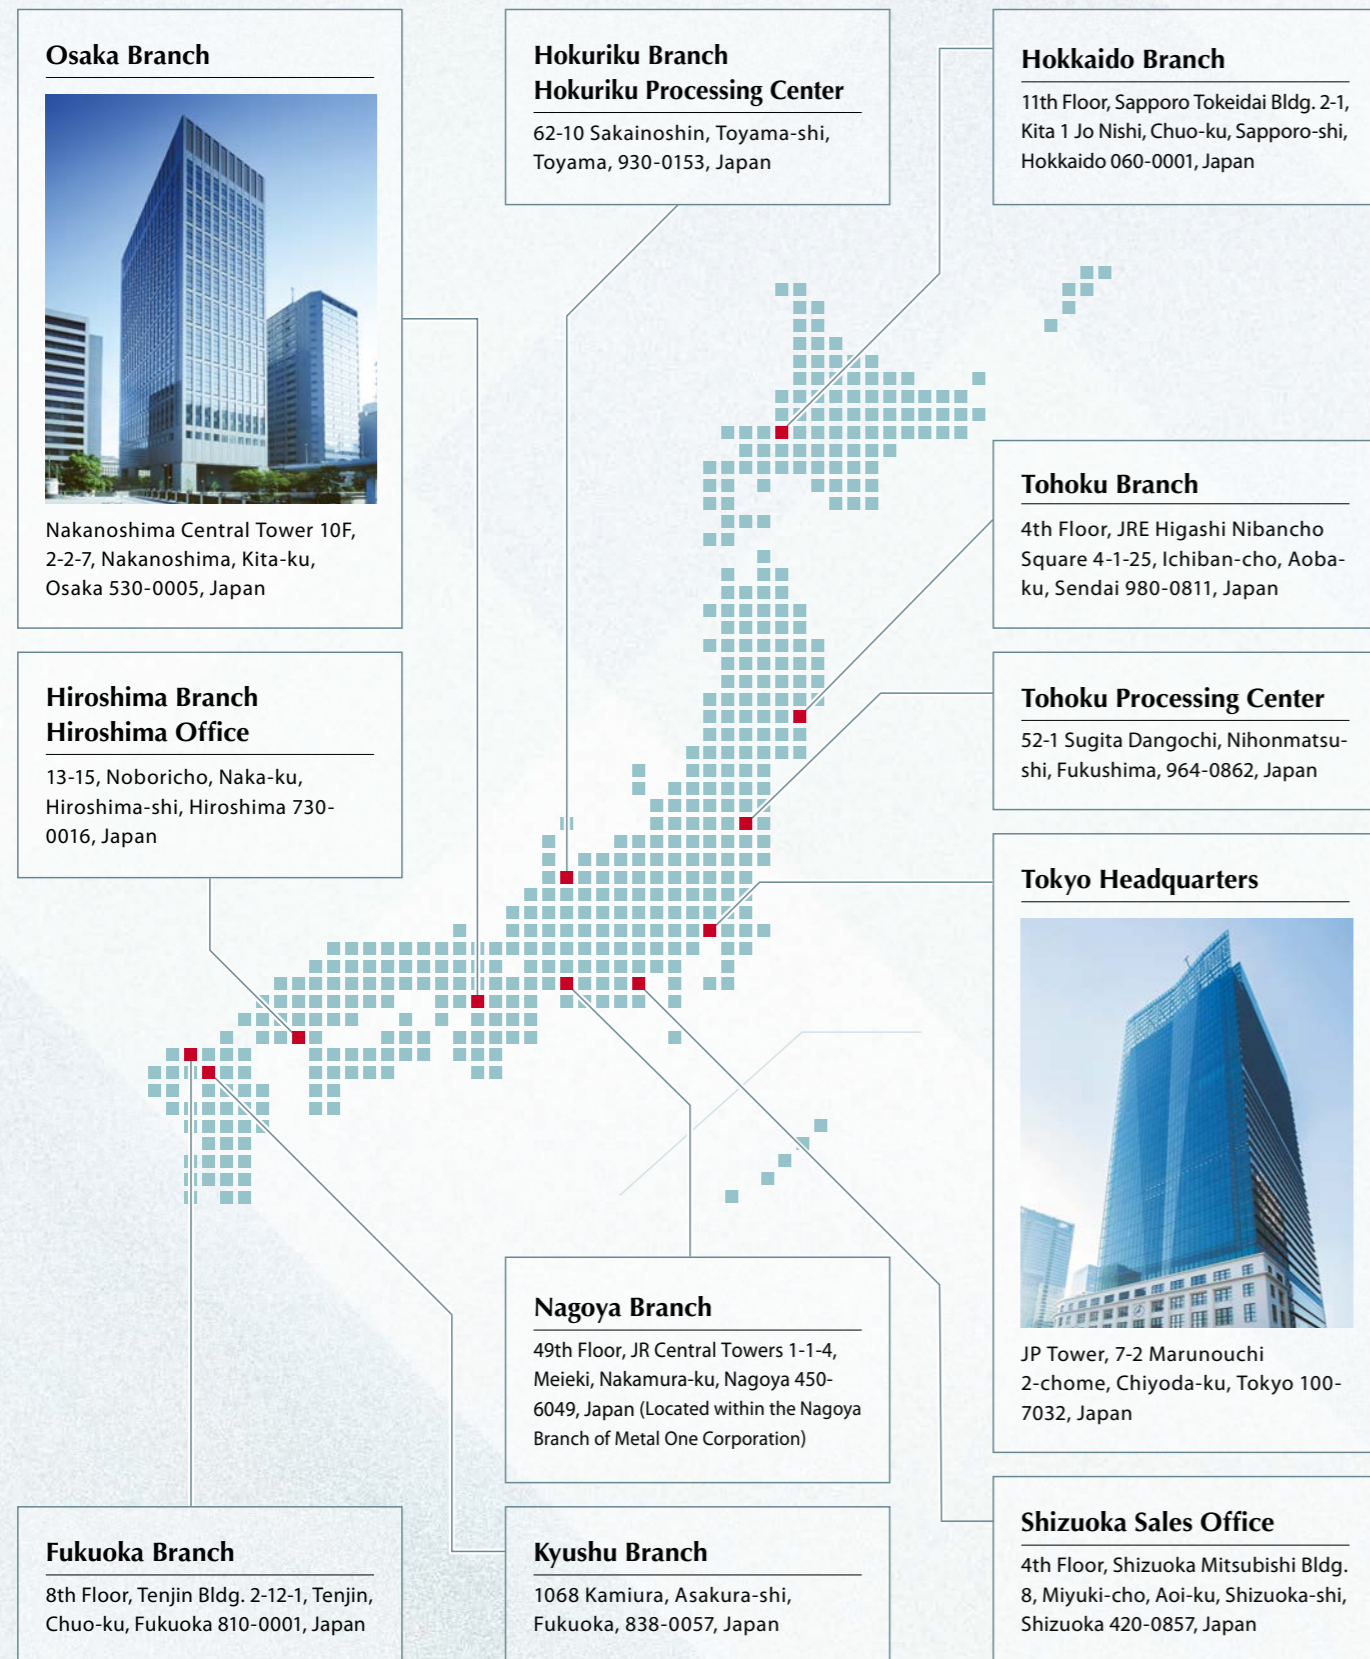 Osaka Branch
Nakanoshima Central Tower 10F,
2-2-7, Nakanoshima, Kita-ku,
Osaka 530-0005, Japan
Hokuriku Branch
Hokuriku Processing Center
62-10 Sakainoshin, Toyama-shi,
Toyama, 930-0153, Japan
Hokkaido Branch
11th Floor, Sapporo Tokeidai Bldg. 2-1,
Kita 1 Jo Nishi, Chuo-ku, Sapporo-shi,
Hokkaido 060-0001, Japan
Tohoku Branch
4th Floor, JRE Higashi Nibancho
Square 4-1-25, Ichiban-cho, Aoba-
ku, Sendai 980-0811, Japan
Hiroshima Branch
Hiroshima Office
13-15, Noboricho, Naka-ku,
Hiroshima-shi, Hiroshima 730-
0016, Japan
Tohoku Processing Center
52-1 Sugita Dangochi, Nihonmatsu-
shi, Fukushima, 964-0862, Japan
Tokyo Headquarters
JP Tower, 7-2 Marunouchi
2-chome, Chiyoda-ku, Tokyo 100-
7032, Japan
Nagoya Branch
49th Floor, JR Central Towers 1-1-4,
Meieki, Nakamura-ku, Nagoya 450-
6049, Japan (Located within the Nagoya
Branch of Metal One Corporation)
Fukuoka Branch
8th Floor, Tenjin Bldg. 2-12-1, Tenjin,
Chuo-ku, Fukuoka 810-0001, Japan
Kyushu Branch
1068 Kamiura, Asakura-shi,
Fukuoka, 838-0057, Japan
Shizuoka Sales Office
4th Floor, Shizuoka Mitsubishi Bldg.
8, Miyuki-cho, Aoi-ku, Shizuoka-shi,
Shizuoka 420-0857, Japan